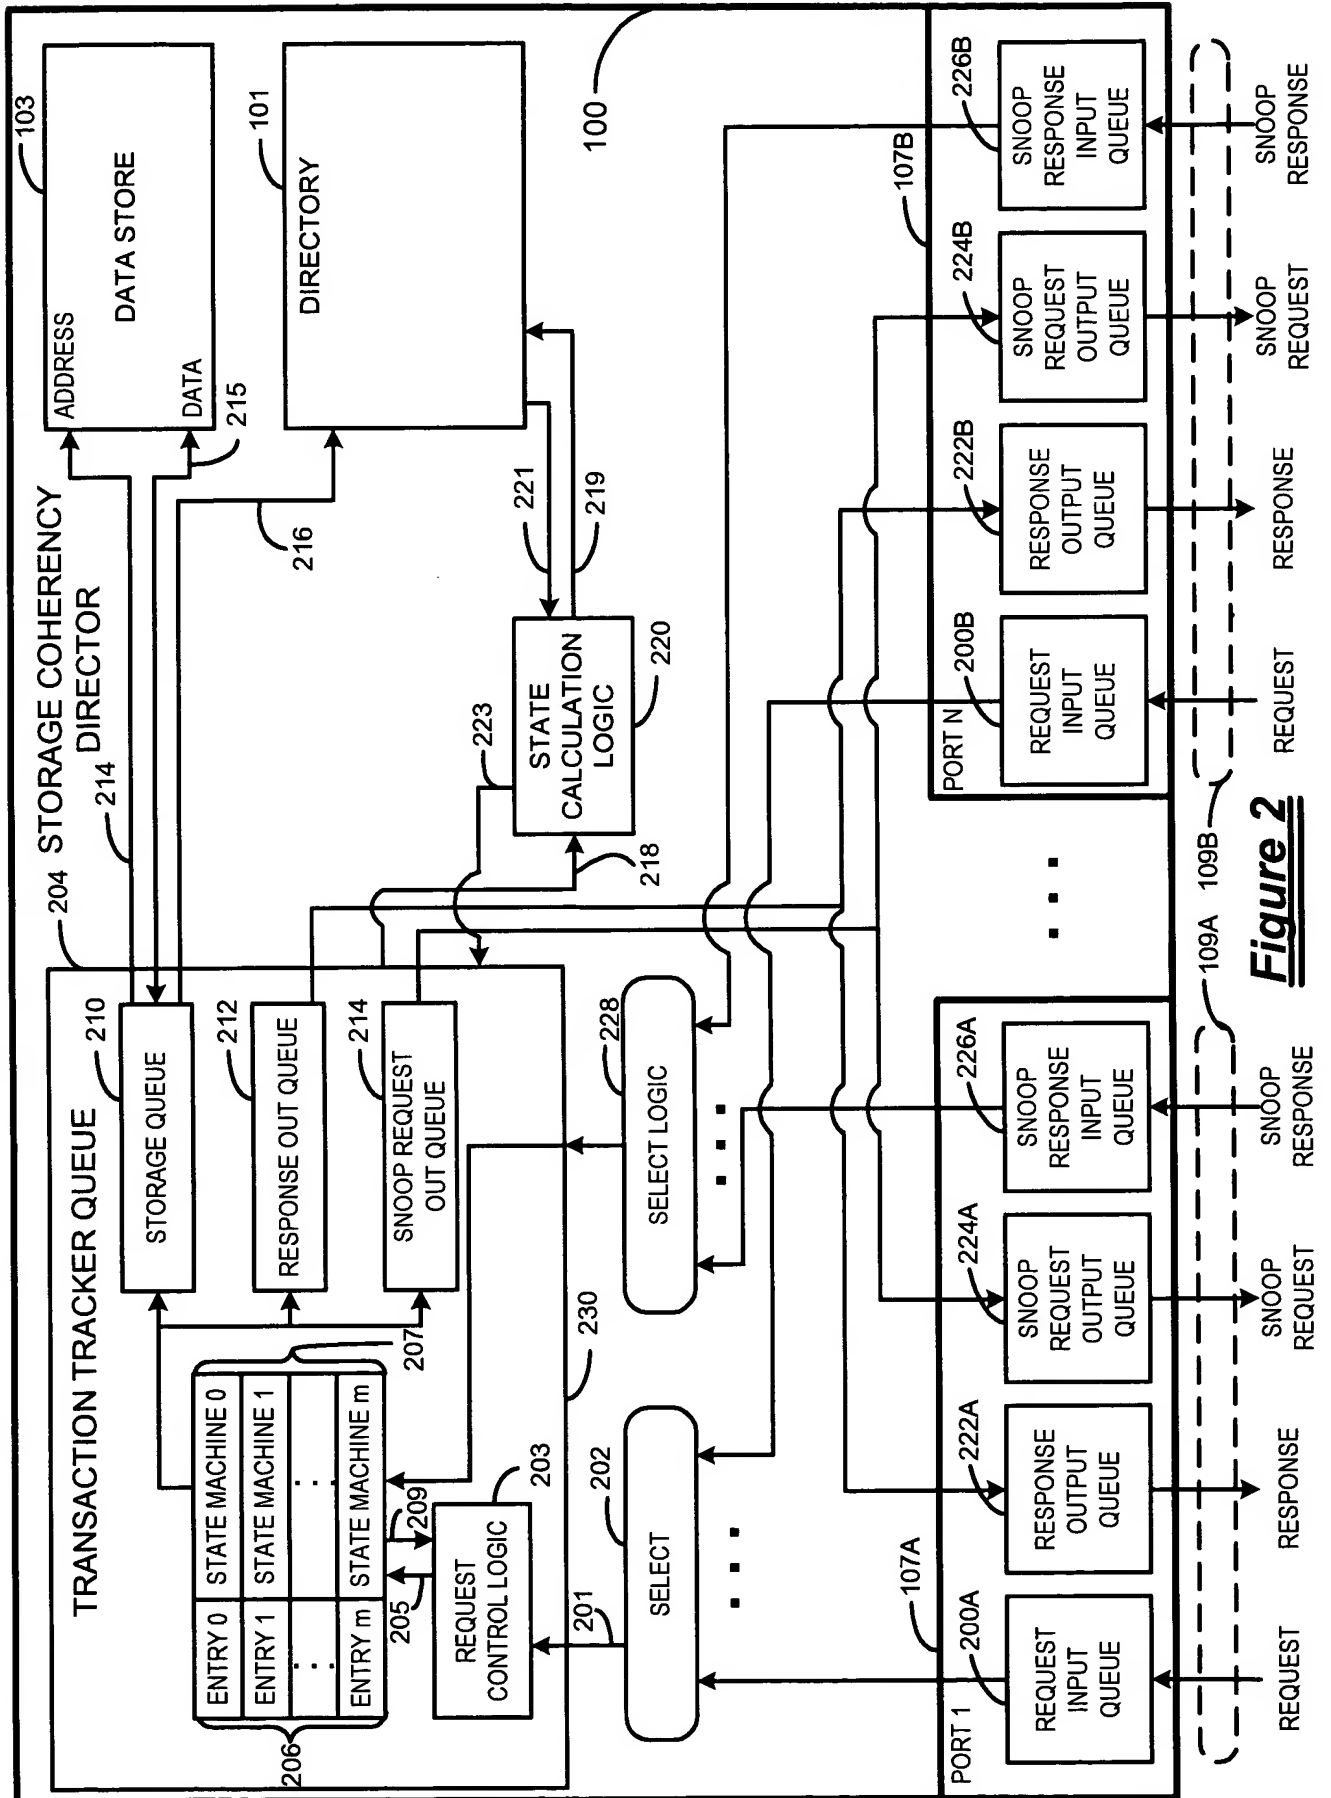 204
STORAGE COHERENCY
DIRECTOR
TRANSACTION TRACKER QUEUE
206
ENTRY 0
STATE MACHINE 0
ENTRY 1
STATE MACHINE 1
. . .
. . .
ENTRY m
STATE MACHINE m
207
205
209
REQUEST
CONTROL LOGIC
203
201
210
STORAGE QUEUE
212
RESPONSE OUT QUEUE
214
SNOOP REQUEST
OUT QUEUE
230
214
216
215
103
ADDRESS
DATA STORE
DATA
101
DIRECTORY
221
219
223
STATE
CALCULATION
LOGIC
220
218
100
202
SELECT
. . .
228
SELECT LOGIC
. . .
107A
PORT 1
200A
REQUEST
INPUT
QUEUE
222A
RESPONSE
OUTPUT
QUEUE
224A
SNOOP
REQUEST
OUTPUT
QUEUE
226A
SNOOP
RESPONSE
INPUT
QUEUE
. . .
107B
PORT N
200B
REQUEST
INPUT
QUEUE
222B
RESPONSE
OUTPUT
QUEUE
224B
SNOOP
REQUEST
OUTPUT
QUEUE
226B
SNOOP
RESPONSE
INPUT
QUEUE
109A
109B
REQUEST
RESPONSE
SNOOP
REQUEST
SNOOP
RESPONSE
REQUEST
RESPONSE
SNOOP
REQUEST
SNOOP
RESPONSE
Figure 2